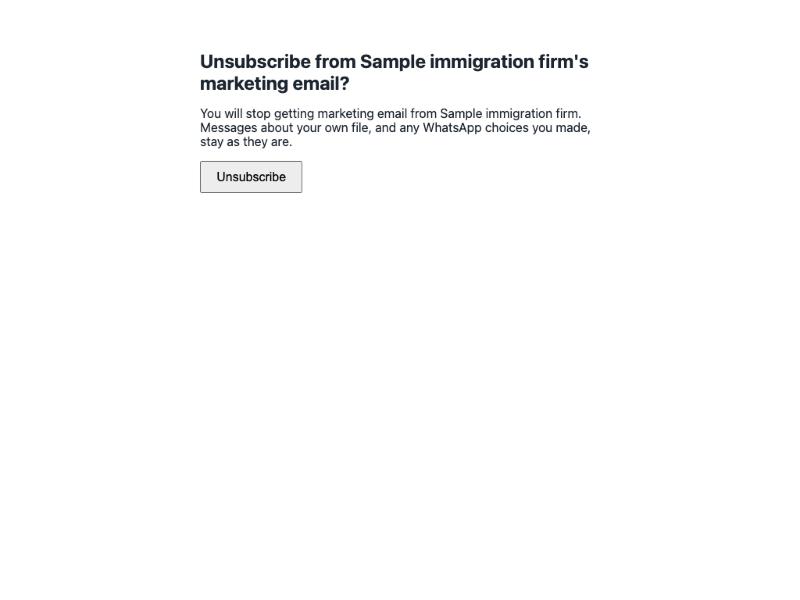 Unsubscribe from Sample immigration firm's
marketing email?
You will stop getting marketing email from Sample immigration firm.
Messages about your own file, and any WhatsApp choices you made,
stay as they are.
Unsubscribe